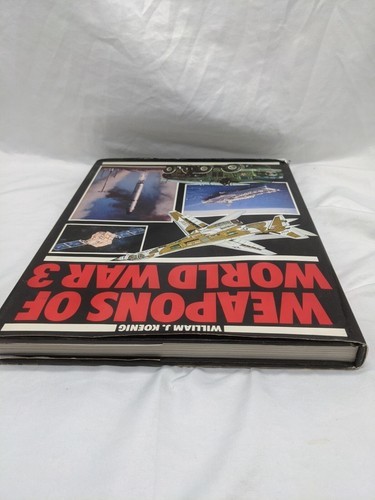 WILLIAM J. KOENIG
WEAPONS OF
WORLD WAR 3